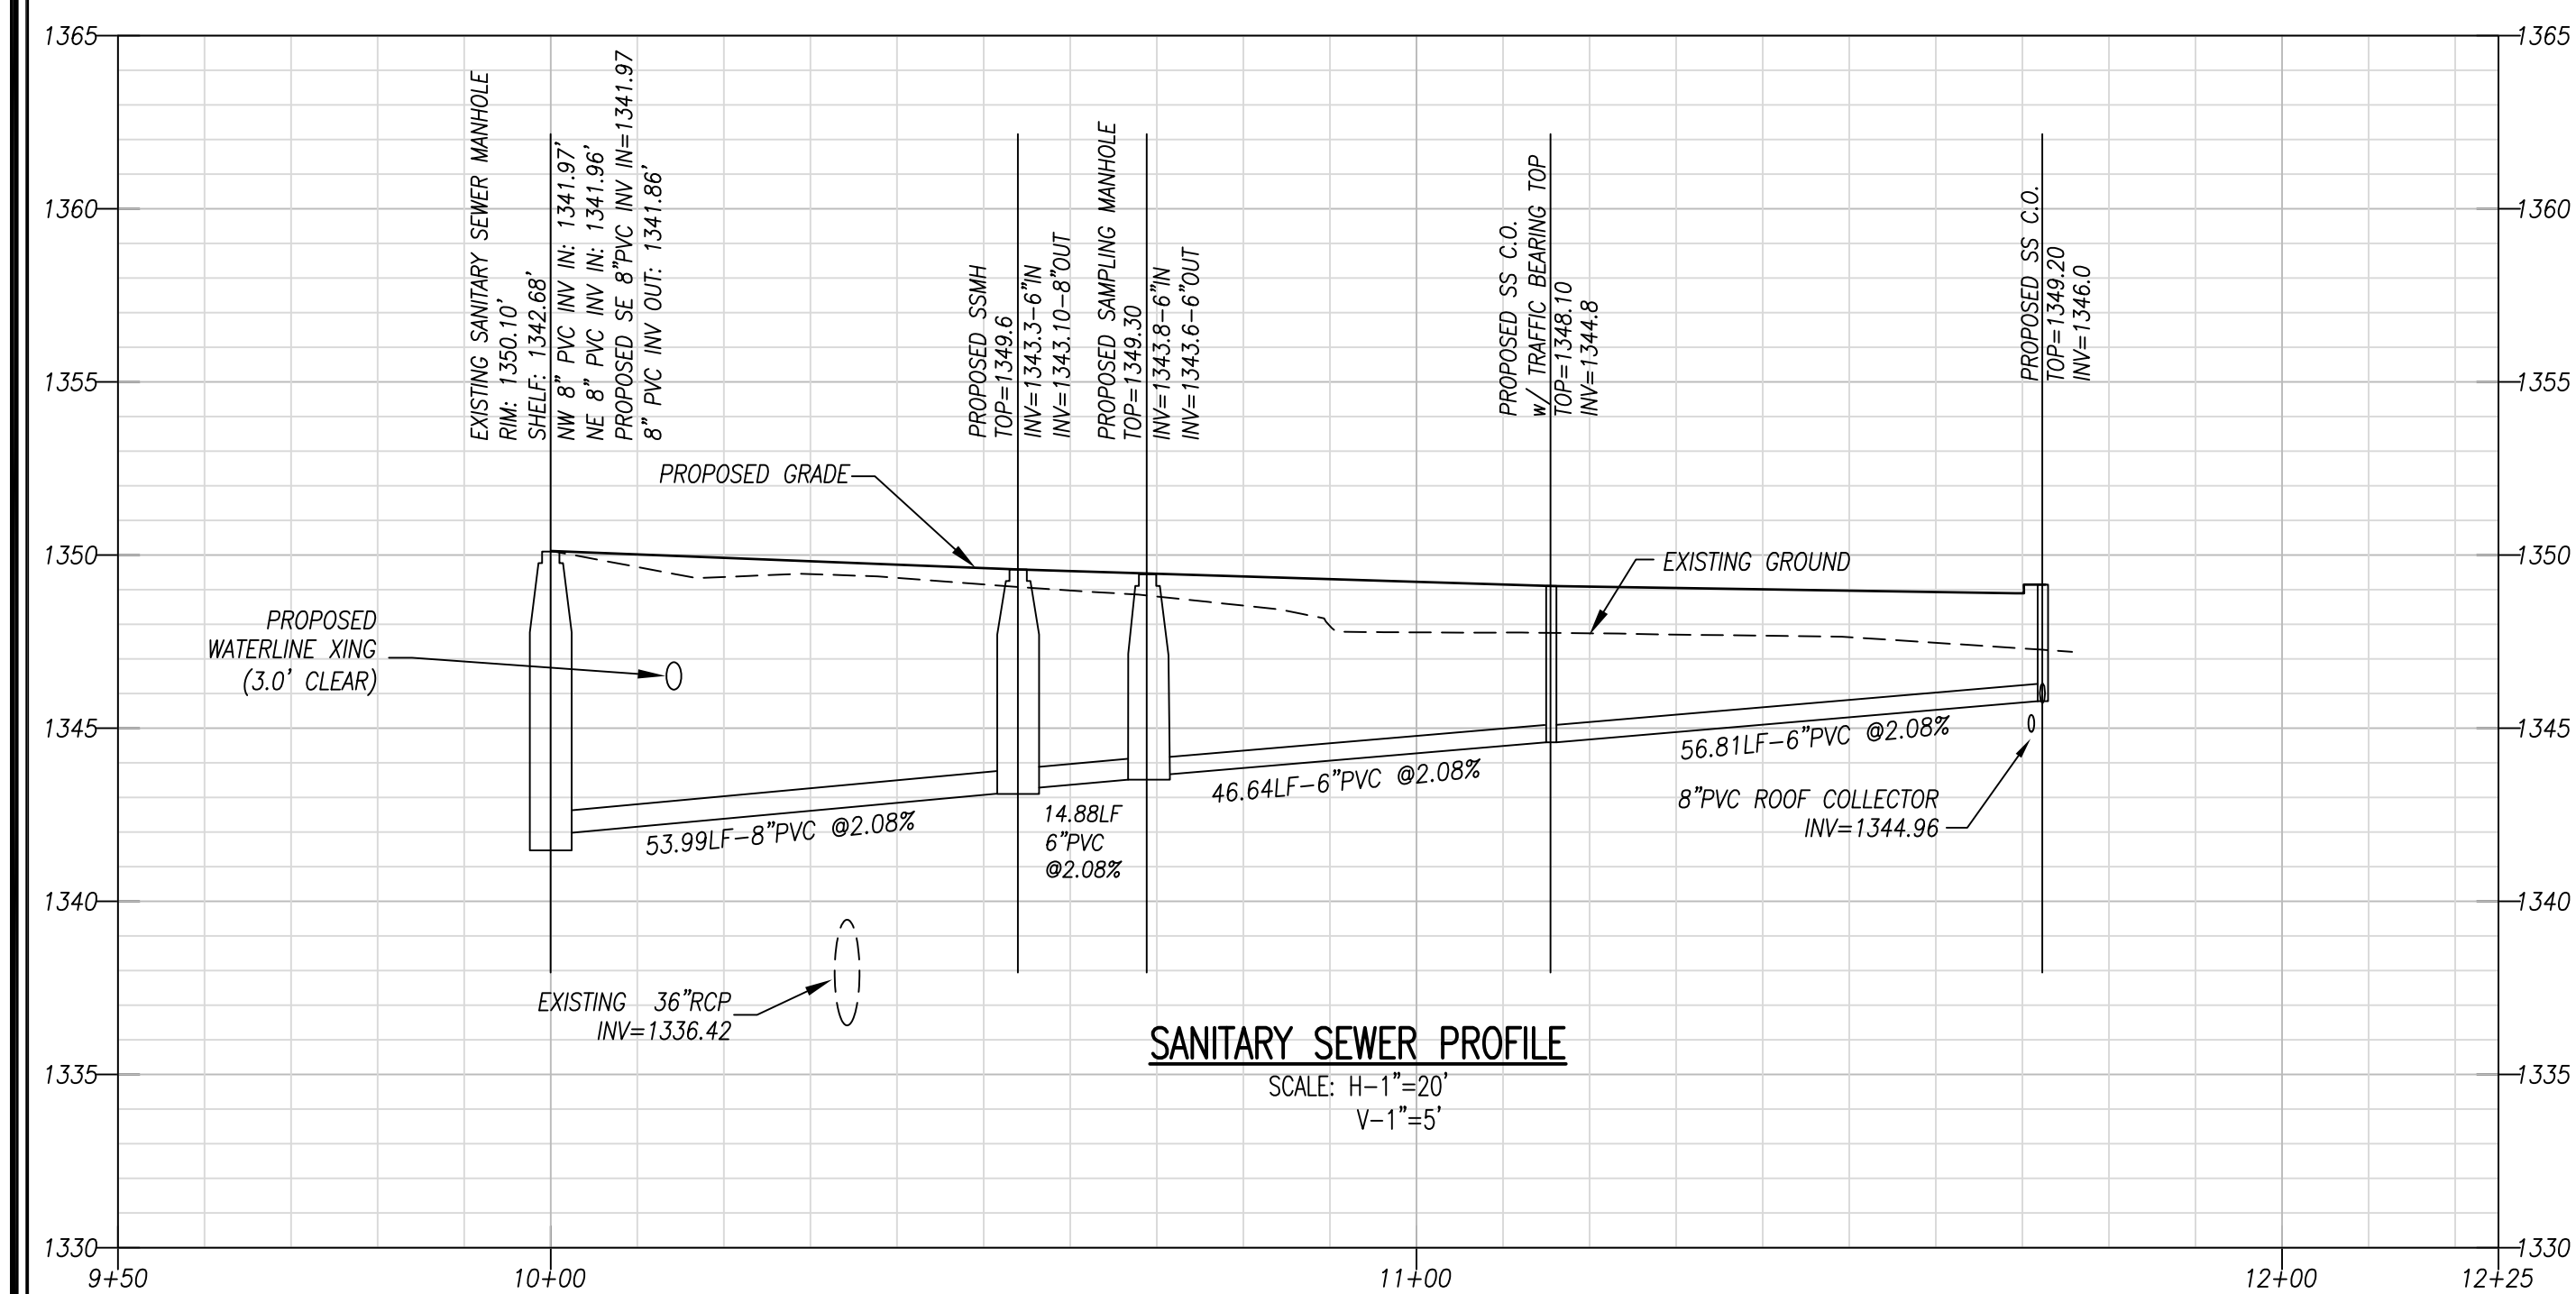 1365
1360
1355
1350
1345
1340
1335
1330
EXISTING SANITARY SEWER MANHOLE
RIM: 1350.10'
SHELF: 1342.68'
NW 8" PVC INV IN: 1341.97'
NE 8" PVC INV IN: 1341.96'
PROPOSED SE 8"PVC INV IN=1341.97
8" PVC INV OUT: 1341.86'
PROPOSED SSMH
TOP=1349.6
INV=1343.3-6"IN
INV=1343.10-8"OUT
PROPOSED SAMPLING MANHOLE
TOP=1349.30
INV=1343.8-6"IN
INV=1343.6-6"OUT
PROPOSED SS C.O.
w/ TRAFFIC BEARING TOP
TOP=1348.10
INV=1344.8
PROPOSED SS C.O.
TOP=1349.20
INV=1346.0
PROPOSED GRADE
EXISTING GROUND
PROPOSED
WATERLINE XING
(3.0' CLEAR)
53.99LF-8"PVC @2.08%
14.88LF
6"PVC
@2.08%
46.64LF-6"PVC @2.08%
56.81LF-6"PVC @2.08%
8"PVC ROOF COLLECTOR
INV=1344.96
EXISTING 36"RCP
INV=1336.42
SANITARY SEWER PROFILE
SCALE: H-1"=20'
V-1"=5'
1365
1360
1355
1350
1345
1340
1335
1330
9+50
10+00
11+00
12+00
12+25